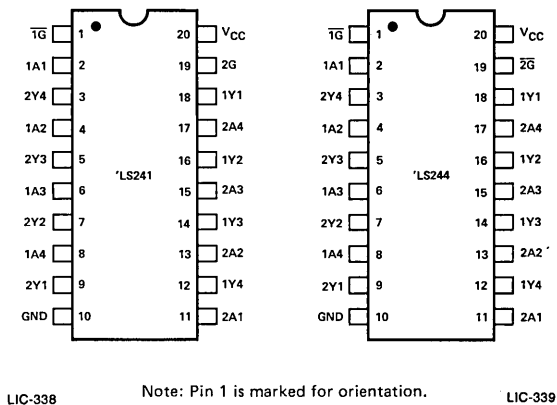 1G 1 20 VCC 1G 1 20 VCC
1A1 2 19 2G 1A1 2 19 2G
2Y4 3 18 1Y1 2Y4 3 18 1Y1
1A2 4 17 2A4 1A2 4 17 2A4
2Y3 5 16 1Y2 2Y3 5 16 1Y2
'LS241 'LS244
1A3 6 15 2A3 1A3 6 15 2A3
2Y2 7 14 1Y3 2Y2 7 14 1Y3
1A4 8 13 2A2 1A4 8 13 2A2
2Y1 9 12 1Y4 2Y1 9 12 1Y4
GND 10 11 2A1 GND 10 11 2A1
LIC-338 Note: Pin 1 is marked for orientation. LIC-339